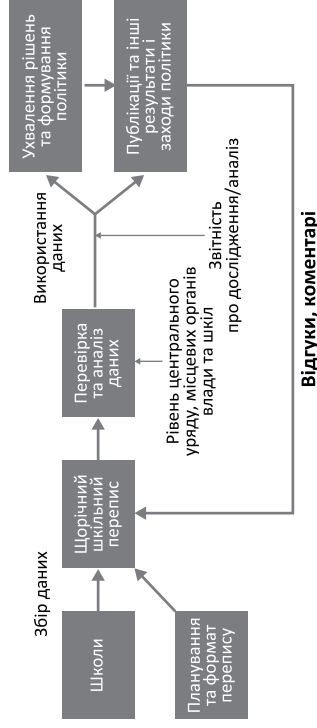 Збір даних
Школи
Планування
та формат
перепису
Щорічний
шкільний
перепис
Перевірка
та аналіз
даних
Рівень центрального
уряду, місцевих органів
влади та шкіл
Використання
даних
Звітність
про дослідження/аналіз
Ухвалення рішень
та формування
політики
Публікації та інші
результати і
заходи політики
Відгуки, коментарі